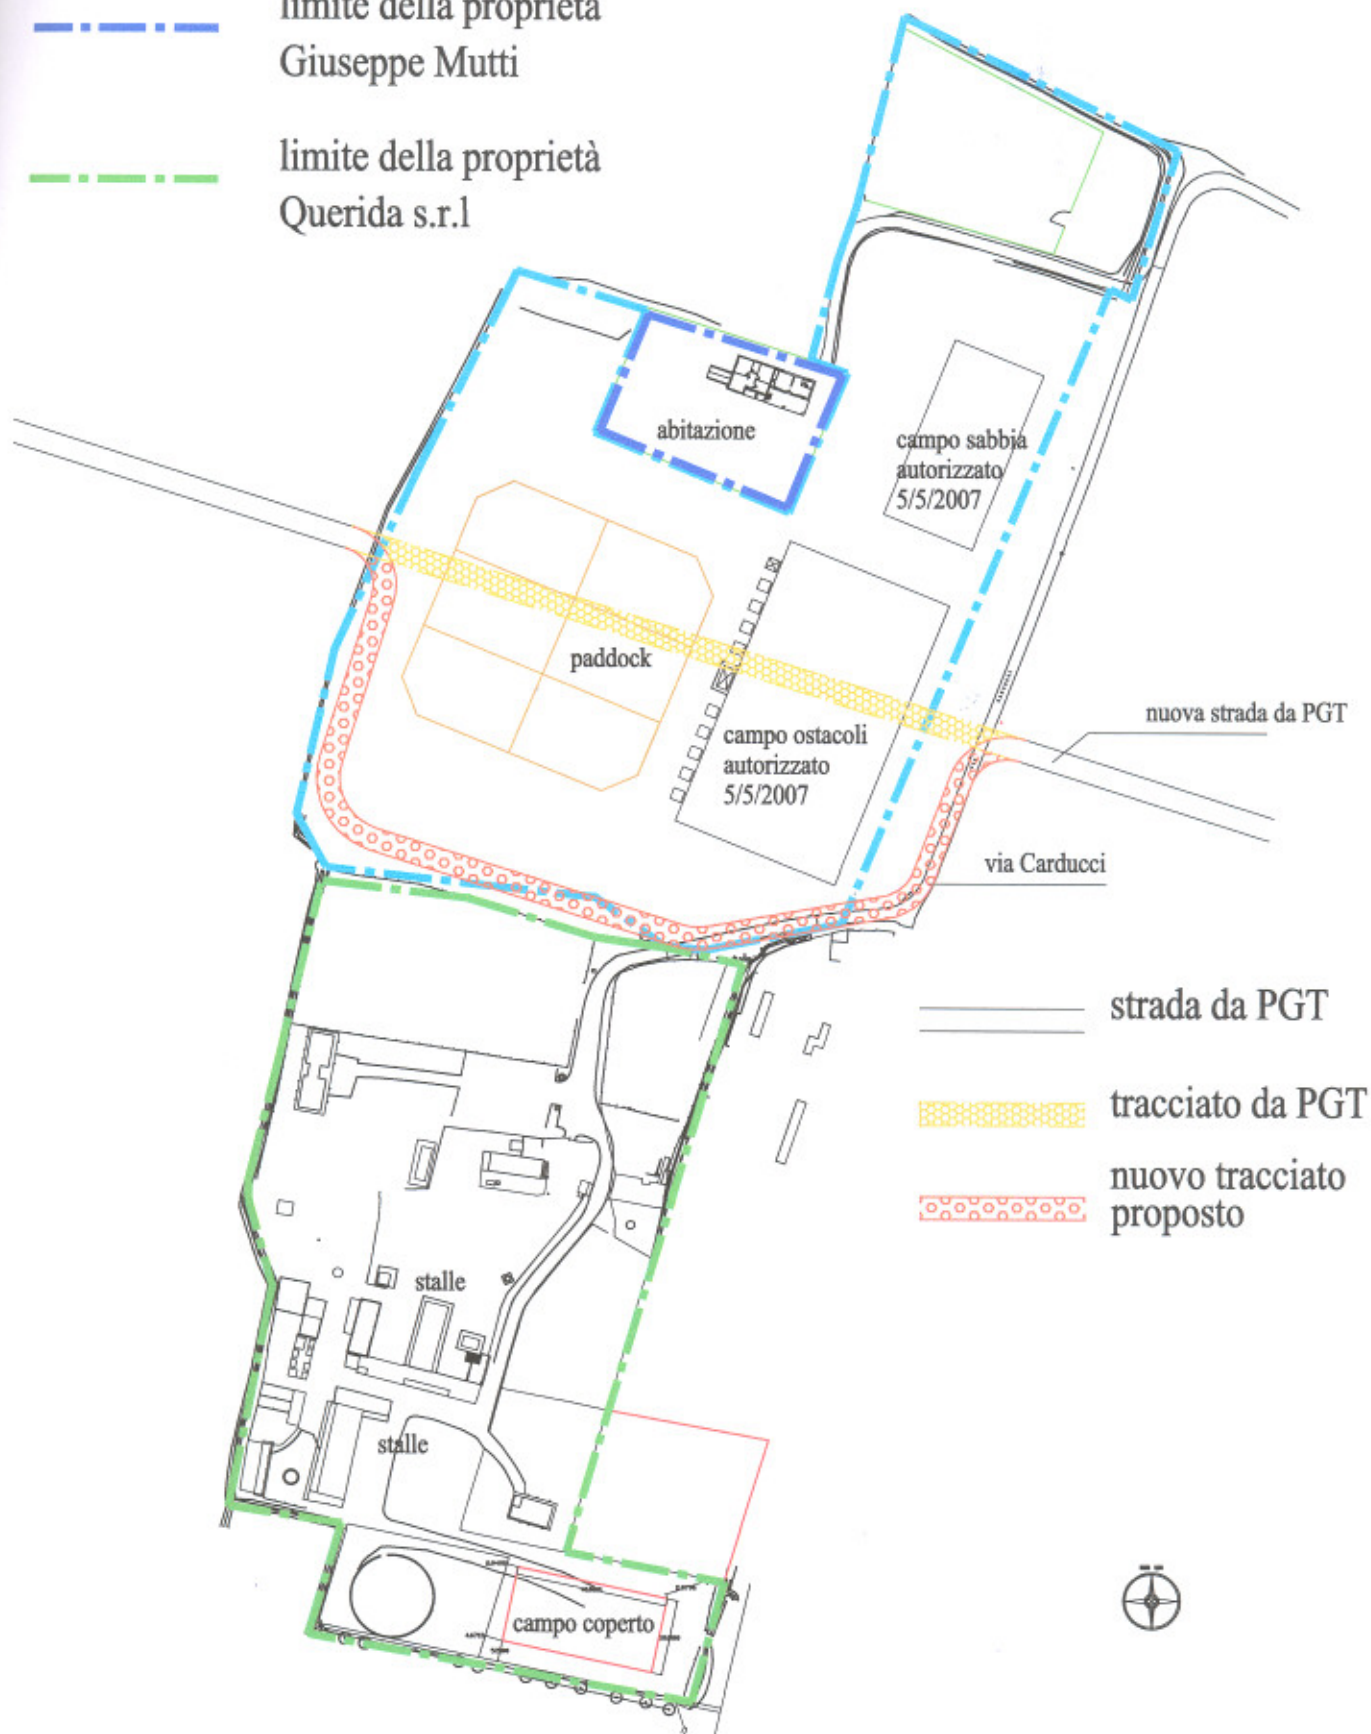 limite della proprietà
Giuseppe Mutti
limite della proprietà
Querida s.r.l
abitazione
campo sabbia
autorizzato
5/5/2007
paddock
campo ostacoli
autorizzato
5/5/2007
nuova strada da PGT
via Carducci
strada da PGT
tracciato da PGT
nuovo tracciato
proposto
stalle
stalle
campo coperto